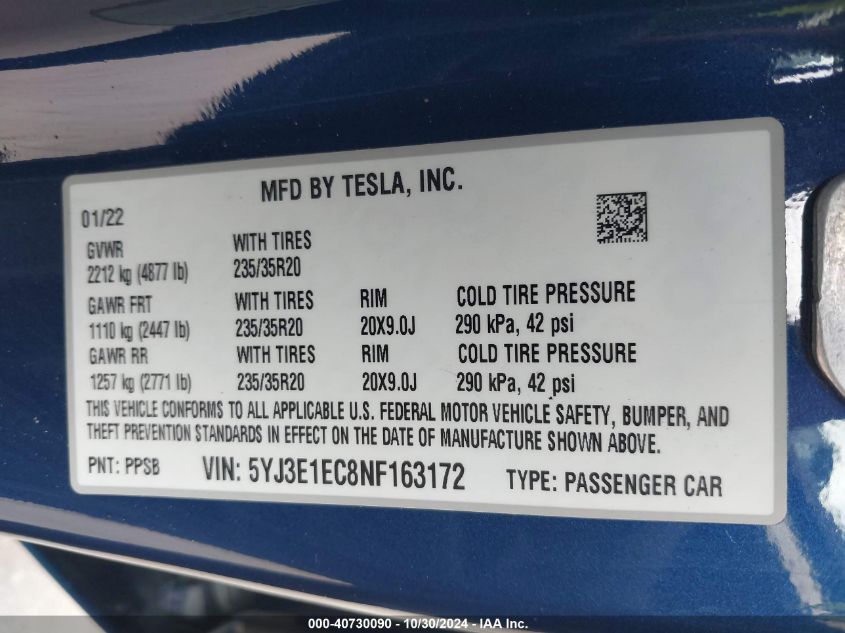 MFD BY TESLA, INC.
01/22
GVWR WITH TIRES
2212 kg (4877 lb) 235/35R20
GAWR FRT WITH TIRES RIM COLD TIRE PRESSURE
1110 kg (2447 lb) 235/35R20 20X9.0J 290 kPa, 42 psi
GAWR RR WITH TIRES RIM COLD TIRE PRESSURE
1257 kg (2771 lb) 235/35R20 20X9.0J 290 kPa, 42 psi
THIS VEHICLE CONFORMS TO ALL APPLICABLE U.S. FEDERAL MOTOR VEHICLE SAFETY, BUMPER, AND
THEFT PREVENTION STANDARDS IN EFFECT ON THE DATE OF MANUFACTURE SHOWN ABOVE.
PNT: PPSB VIN: 5YJ3E1EC8NF163172 TYPE: PASSENGER CAR
000-40730090 - 10/30/2024 - IAA Inc.